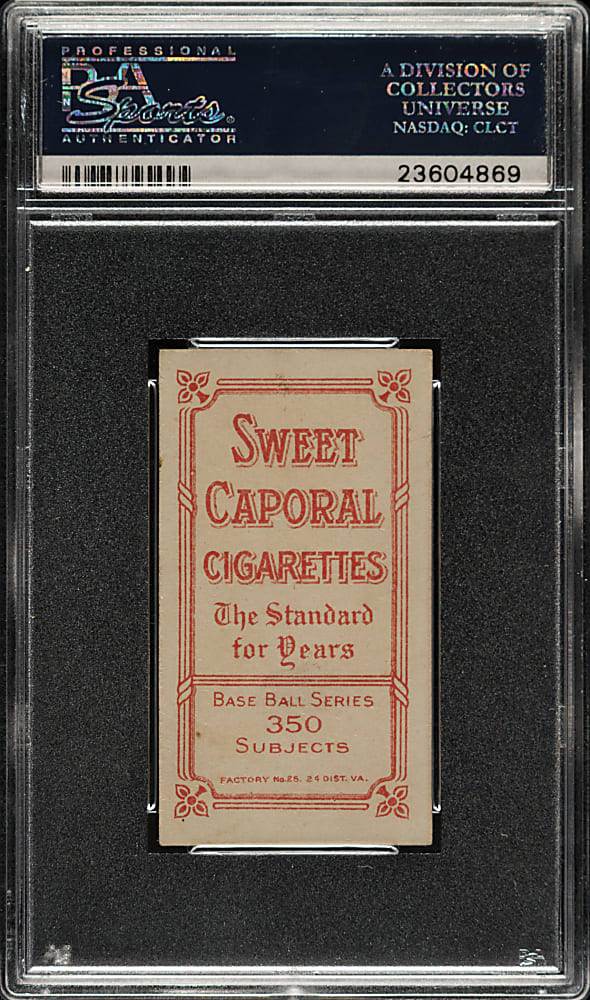 PROFESSIONAL
PSA
Sports
AUTHENTICATOR
A DIVISION OF
COLLECTORS
UNIVERSE
NASDAQ: CLCT
23604869
SWEET
CAPORAL
CIGARETTES
The Standard
for Years
BASE BALL SERIES
350
SUBJECTS
FACTORY No.25. 2d DIST. VA.